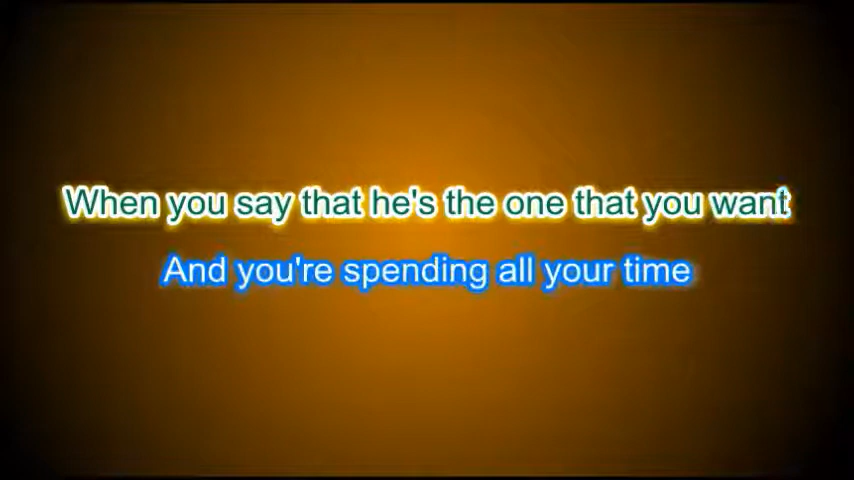 When you say that he's the one that you want
And you're spending all your time